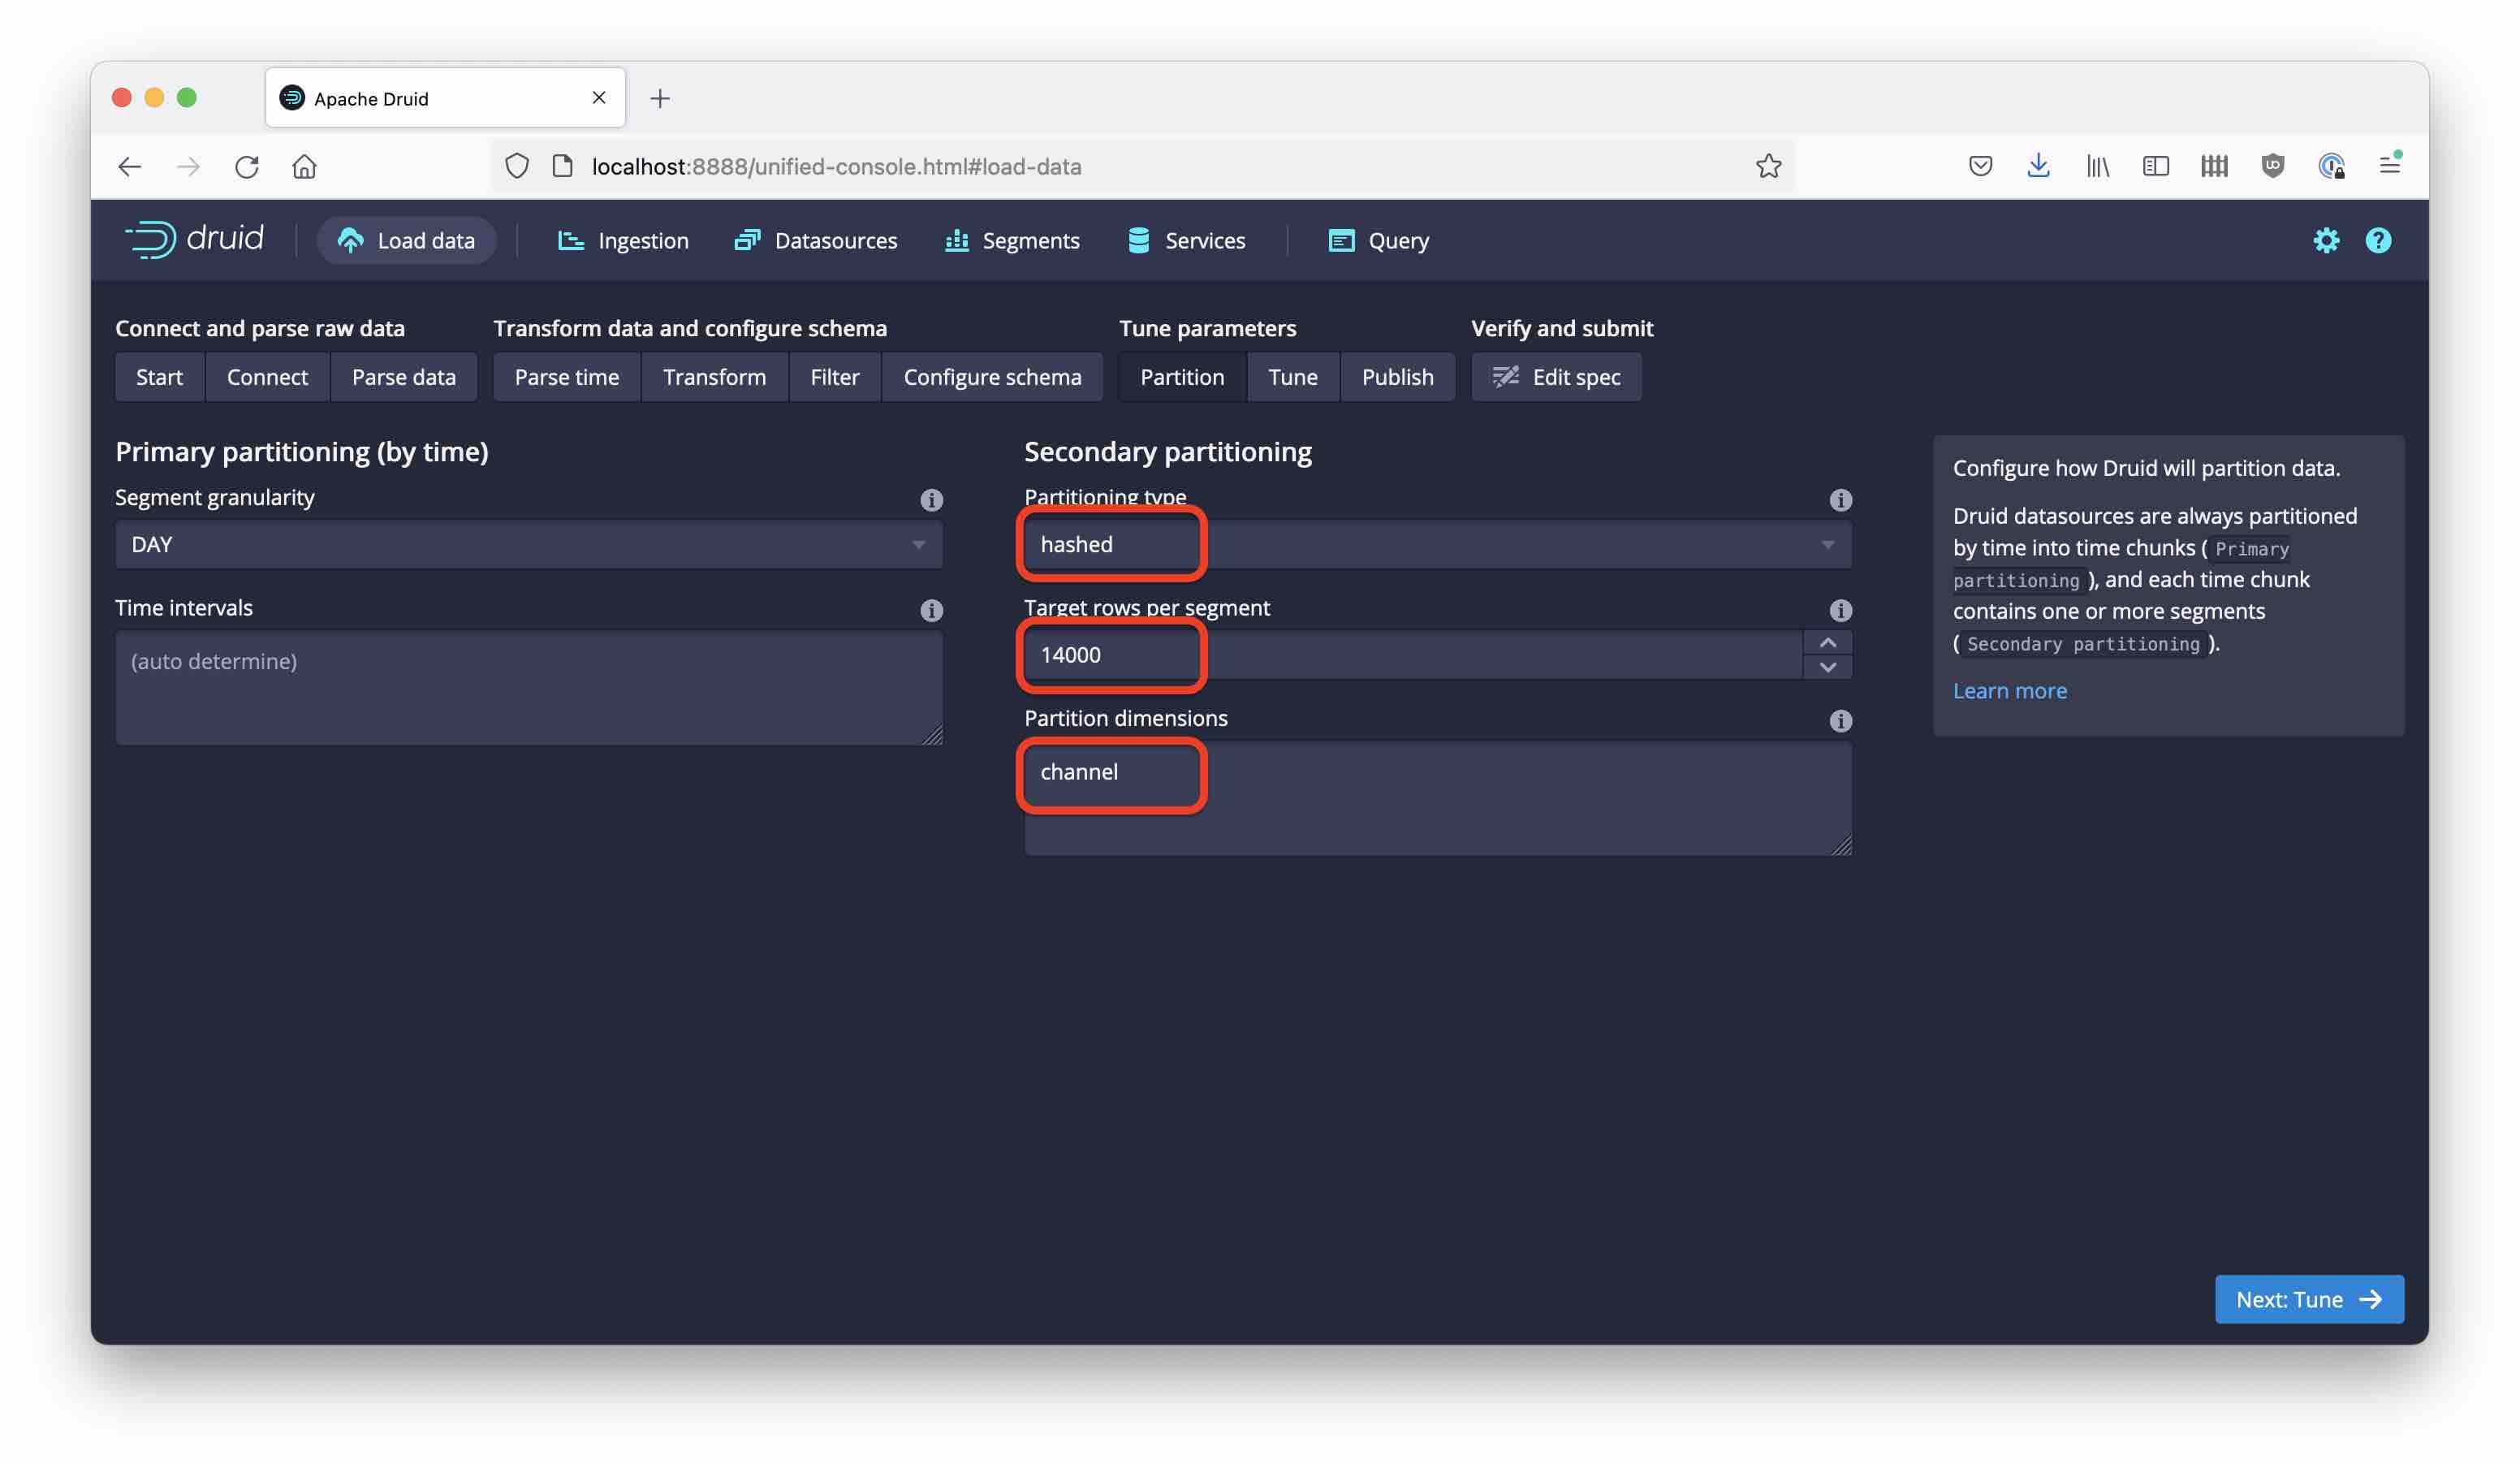 Apache Druid
localhost:8888/unified-console.html#load-data
druid
Load data
Ingestion
Datasources
Segments
Services
Query
Connect and parse raw data
Transform data and configure schema
Tune parameters
Verify and submit
Start
Connect
Parse data
Parse time
Transform
Filter
Configure schema
Partition
Tune
Publish
Edit spec
Primary partitioning (by time)
Segment granularity
DAY
Time intervals
(auto determine)
Secondary partitioning
Partitioning type
hashed
Target rows per segment
14000
Partition dimensions
channel
Configure how Druid will partition data.
Druid datasources are always partitioned
by time into time chunks ( Primary
partitioning ), and each time chunk
contains one or more segments
( Secondary partitioning ).
Learn more
Next: Tune